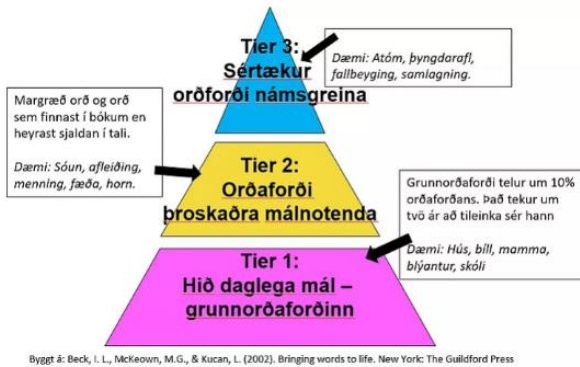 Tier 3:
Sértækur
orðforði námsgreina
Dæmi: Atóm, þyngdarafl,
fallbeyging, samlagning.
Margræð orð og orð
sem finnast í bókum en
heyrast sjaldan í tali.
Dæmi: Sóun, afleiðing,
menning, fæða, horn.
Tier 2:
Orðaforði
þroskaðra málnotenda
Grunnorðaforði telur um 10%
orðaforðans. Það tekur um
tvö ár að tileinka sér hann
Dæmi: Hús, bíll, mamma,
blýantur, skóli
Tier 1:
Hið daglega mál –
grunnorðaforðinn
Byggt á: Beck, I. L., McKeown, M.G., & Kucan, L. (2002). Bringing words to life. New York: The Guildford Press